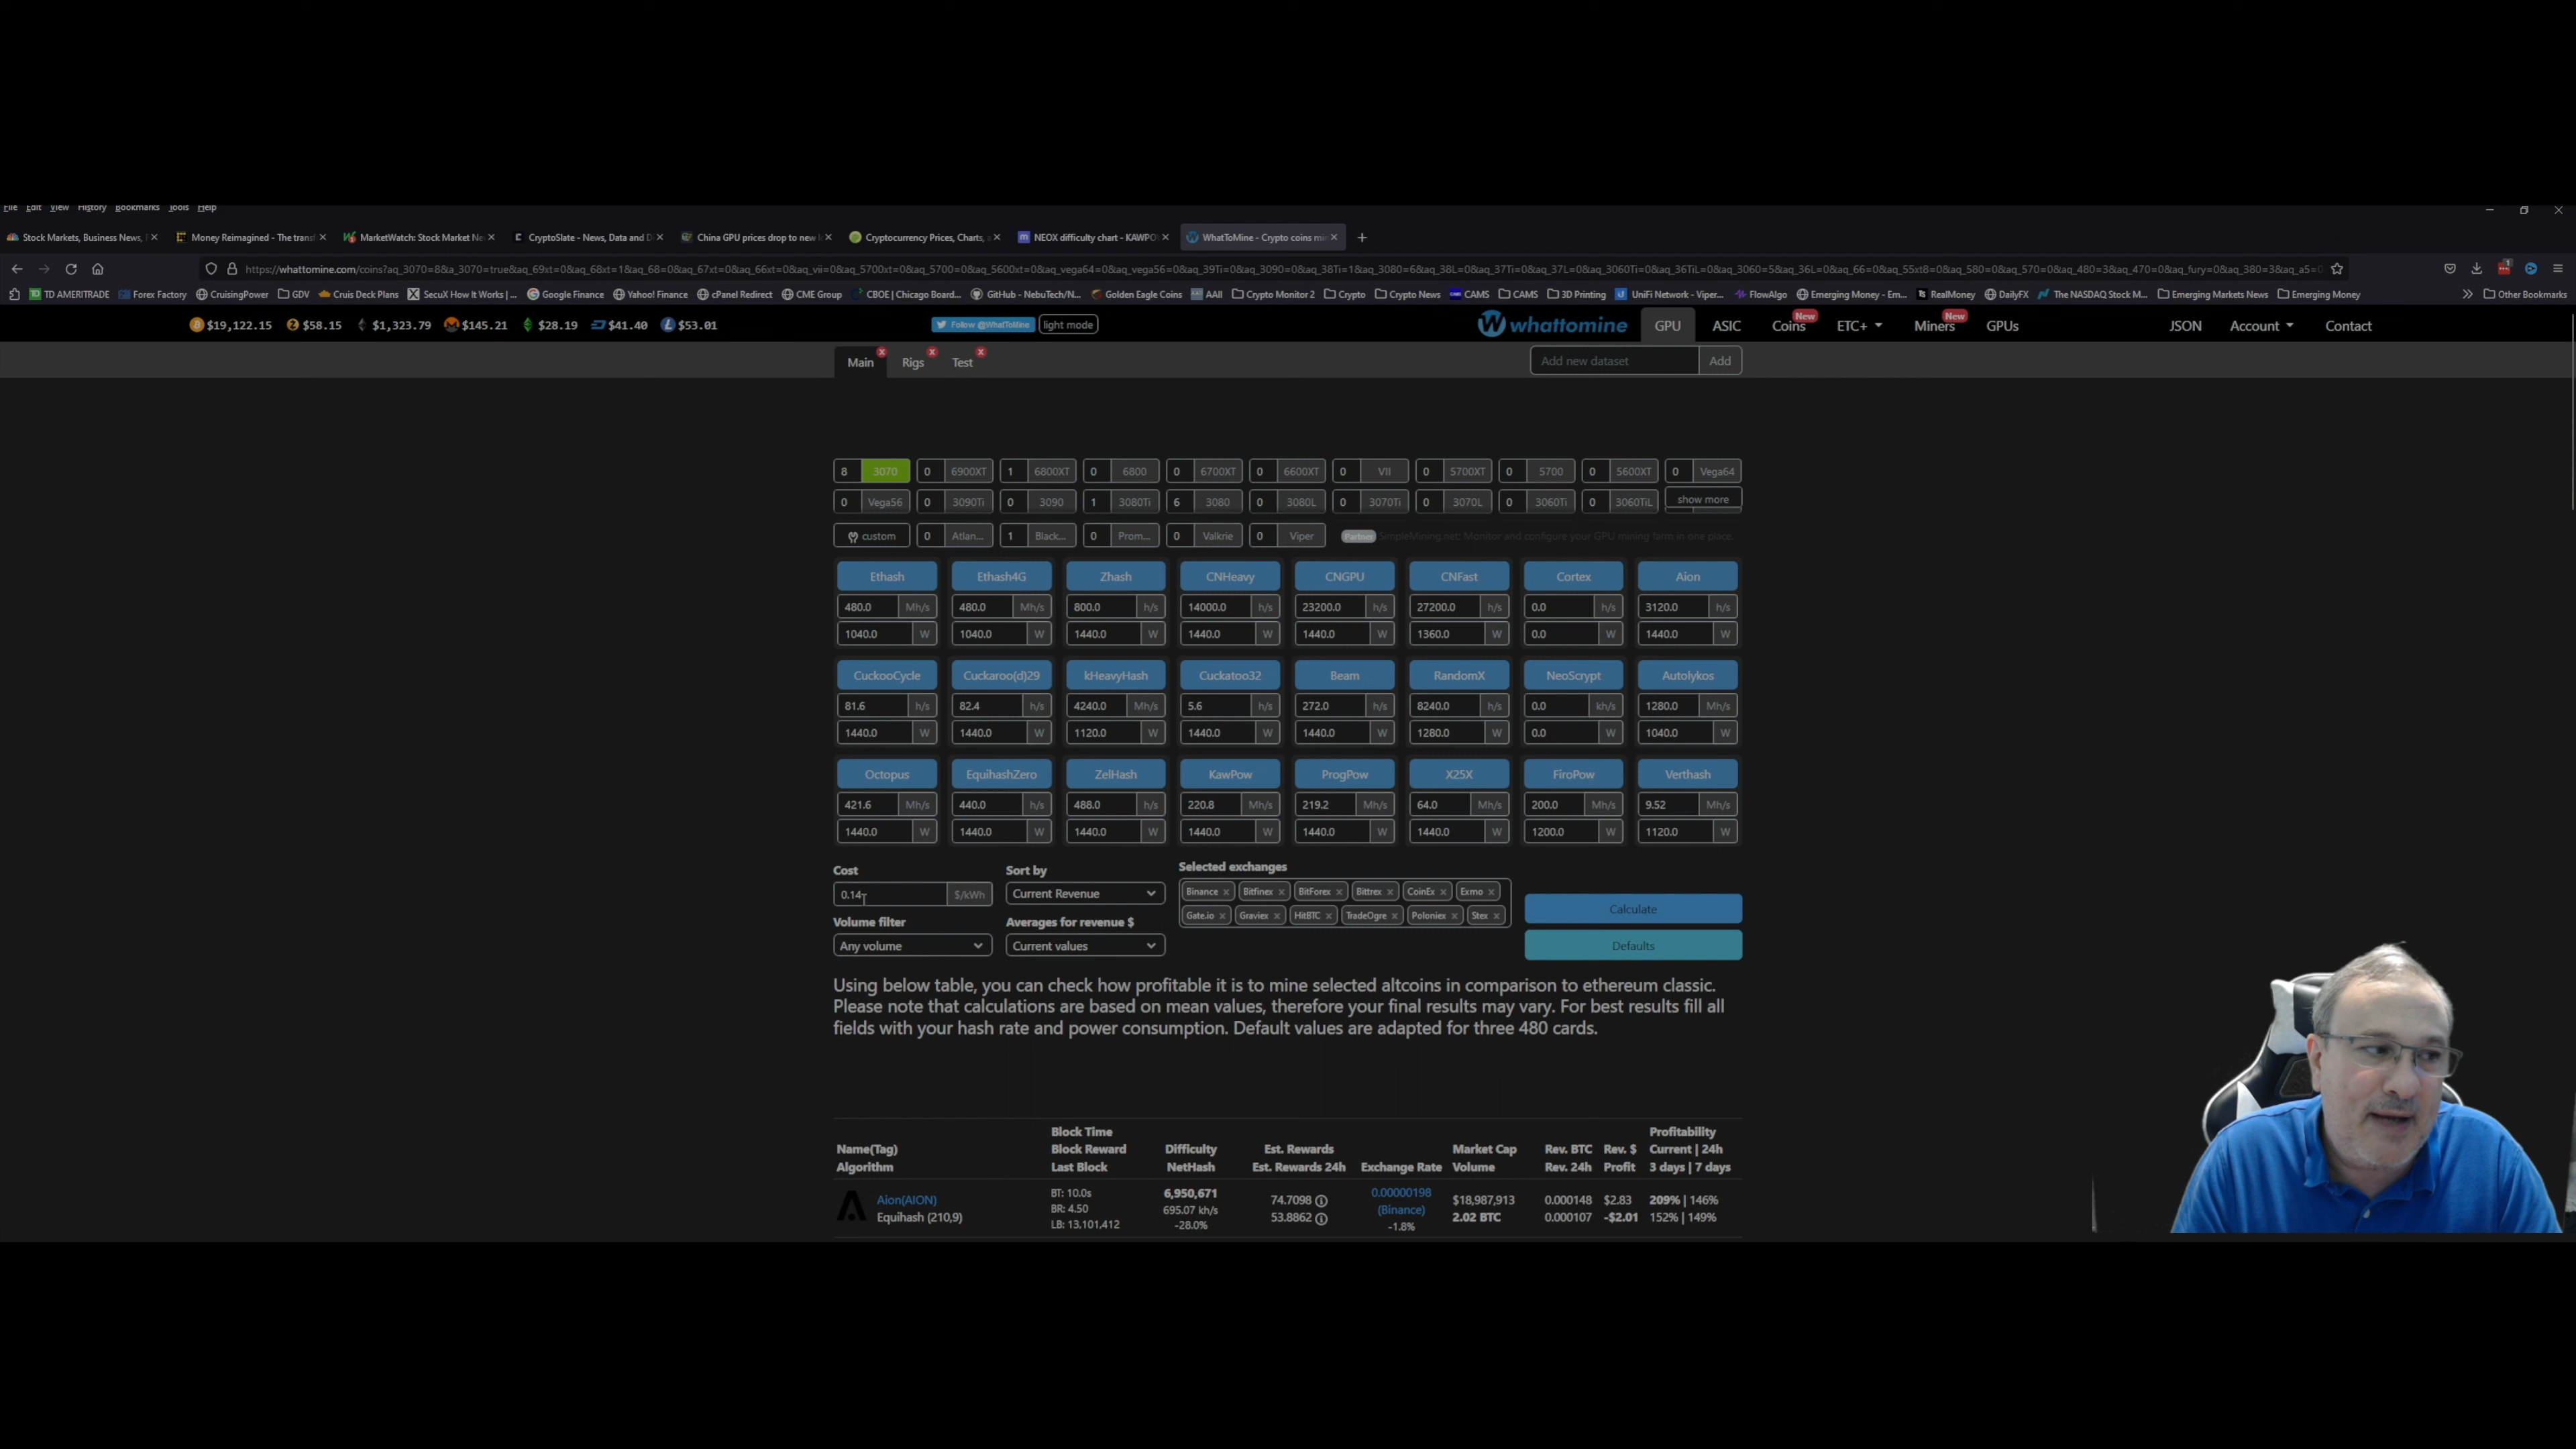 File Edit View History Bookmarks Tools Help
Stock Markets, Business News, Money Reimagined - The transf MarketWatch: Stock Market Ne CryptoSlate - News, Data and D China GPU prices drop to new l Cryptocurrency Prices, Charts, a NEOX difficulty chart - KAWPO WhatToMine - Crypto coins mi
https://whattomine.com/coins?aq_3070=8&a_3070=true&aq_69xt=0&aq_68xt=1&aq_68=0&aq_67xt=0&aq_66xt=0&aq_vii=0&aq_5700xt=0&aq_5700=0&aq_5600xt=0&aq_vega64=0&aq_vega56=0&aq_39Ti=0&aq_3090=0&aq_38Ti=1&aq_3080=6&aq_38L=0&aq_37Ti=0&aq_37L=0&aq_3060Ti=0&aq_36TiL=0&aq_3060=5&aq_36L=0&aq_66=0&aq_55xt8=0&aq_580=0&aq_570=0&aq_480=3&aq_470=0&aq_fury=0&aq_380=3&aq_a5=0
TD AMERITRADE Forex Factory CruisingPower GDV Cruis Deck Plans SecuX How It Works | ... Google Finance Yahoo! Finance cPanel Redirect CME Group CBOE | Chicago Board... GitHub - NebuTech/N... Golden Eagle Coins AAII Crypto Monitor 2 Crypto Crypto News CAMS CAMS 3D Printing UniFi Network - Viper... FlowAlgo Emerging Money - Em... RealMoney DailyFX The NASDAQ Stock M... Emerging Markets News Emerging Money Other Bookmarks
$19,122.15 $58.15 $1,323.79 $145.21 $28.19 $41.40 $53.01 Follow @WhatToMine light mode whattomine GPU ASIC Coins New ETC+ Miners New GPUs JSON Account Contact
Main Rigs Test Add new dataset Add
8 3070 0 6900XT 1 6800XT 0 6800 0 6700XT 0 6600XT 0 VII 0 5700XT 0 5700 0 5600XT 0 Vega64
0 Vega56 0 3090Ti 0 3090 1 3080Ti 6 3080 0 3080L 0 3070Ti 0 3070L 0 3060Ti 0 3060TiL show more
custom 0 Atlan... 1 Black... 0 Prom... 0 Valkrie 0 Viper Partner SimpleMining.net: Monitor and configure your GPU mining farm in one place.
Ethash Ethash4G Zhash CNHeavy CNGPU CNFast Cortex Aion
480.0 Mh/s 480.0 Mh/s 800.0 h/s 14000.0 h/s 23200.0 h/s 27200.0 h/s 0.0 h/s 3120.0 h/s
1040.0 W 1040.0 W 1440.0 W 1440.0 W 1440.0 W 1360.0 W 0.0 W 1440.0 W
CuckooCycle Cuckaroo(d)29 kHeavyHash Cuckatoo32 Beam RandomX NeoScrypt Autolykos
81.6 h/s 82.4 h/s 4240.0 Mh/s 5.6 h/s 272.0 h/s 8240.0 h/s 0.0 kh/s 1280.0 Mh/s
1440.0 W 1440.0 W 1120.0 W 1440.0 W 1440.0 W 1280.0 W 0.0 W 1040.0 W
Octopus EquihashZero ZelHash KawPow ProgPow X25X FiroPow Verthash
421.6 Mh/s 440.0 h/s 488.0 h/s 220.8 Mh/s 219.2 Mh/s 64.0 Mh/s 200.0 Mh/s 9.52 Mh/s
1440.0 W 1440.0 W 1440.0 W 1440.0 W 1440.0 W 1440.0 W 1200.0 W 1120.0 W
Cost Sort by Selected exchanges
0.14 $/kWh Current Revenue Binance Bitfinex BitForex Bittrex CoinEx Exmo
Gate.io Graviex HitBTC TradeOgre Poloniex Stex Calculate
Volume filter Averages for revenue $
Any volume Current values Defaults
Using below table, you can check how profitable it is to mine selected altcoins in comparison to ethereum classic.
Please note that calculations are based on mean values, therefore your final results may vary. For best results fill all
fields with your hash rate and power consumption. Default values are adapted for three 480 cards.
Block Time Profitability
Name(Tag) Block Reward Difficulty Est. Rewards Market Cap Rev. BTC Rev. $ Current | 24h
Algorithm Last Block NetHash Est. Rewards 24h Exchange Rate Volume Rev. 24h Profit 3 days | 7 days
Aion(AION) BT: 10.0s 6,950,671 74.7098 0.00000198 $18,987,913 0.000148 $2.83 209% | 146%
Equihash (210,9) BR: 4.50 695.07 kh/s 53.8862 (Binance) 2.02 BTC 0.000107 -$2.01 152% | 149%
LB: 13,101,412 -28.0% -1.8%